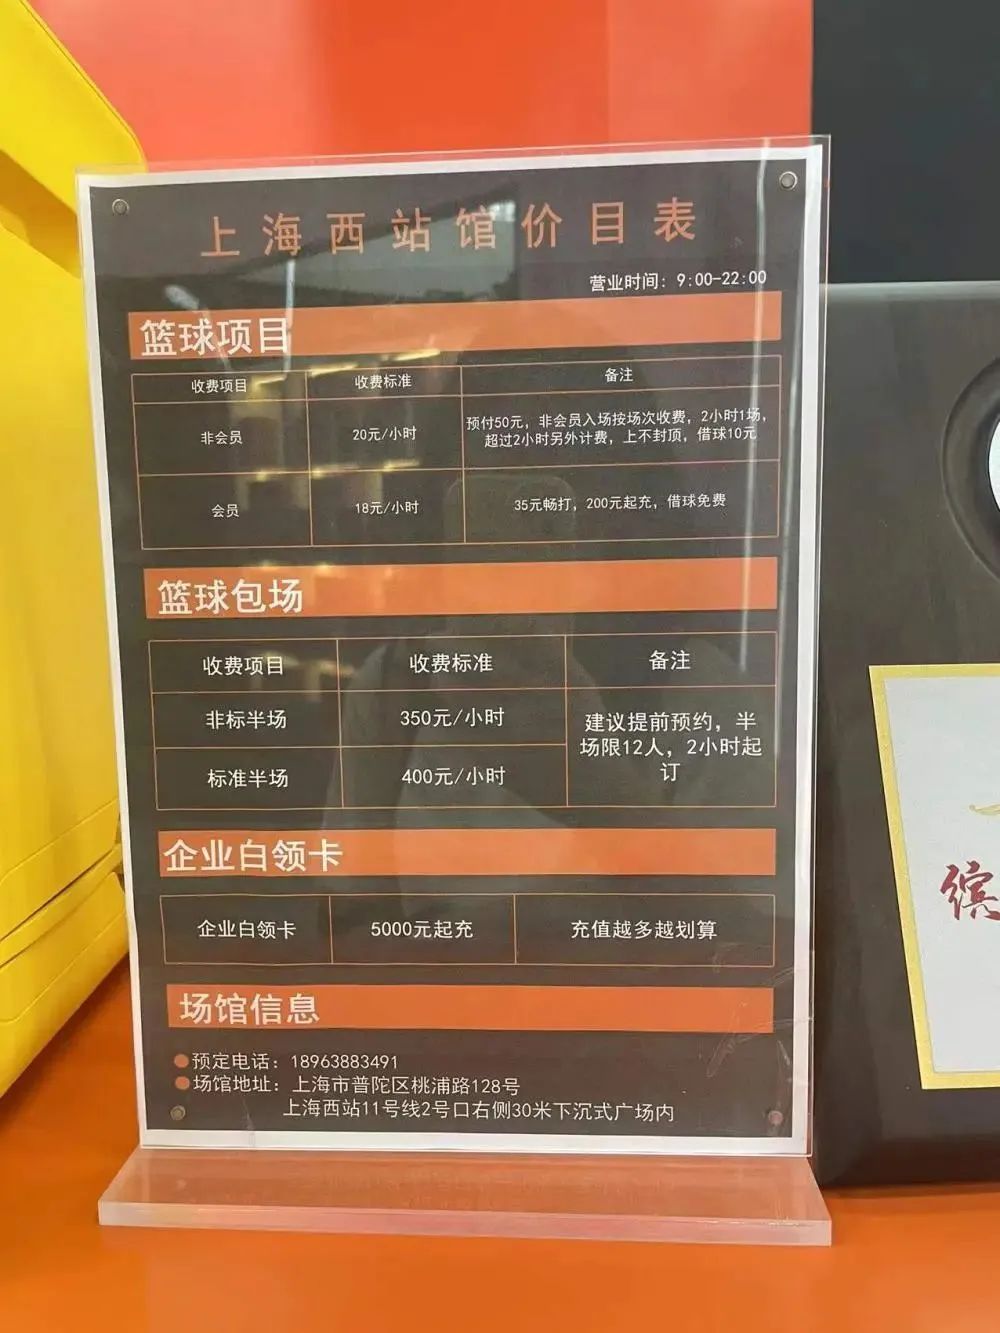 上海西站馆价目表
营业时间：9:00-22:00
篮球项目
收费项目 收费标准 备注
非会员 20元/小时 预付50元，非会员入场按场次收费，2小时1场，
超过2小时另外计费，上不封顶，借球10元
会员 18元/小时 35元畅打，200元起充，借球免费
篮球包场
收费项目 收费标准 备注
非标半场 350元/小时 建议提前预约，半
场限12人，2小时起
订
标准半场 400元/小时
企业白领卡
企业白领卡 5000元起充 充值越多越划算
场馆信息
预定电话：18963883491
场馆地址：上海市普陀区桃浦路128号
上海西站11号线2号口右侧30米下沉式广场内
缤